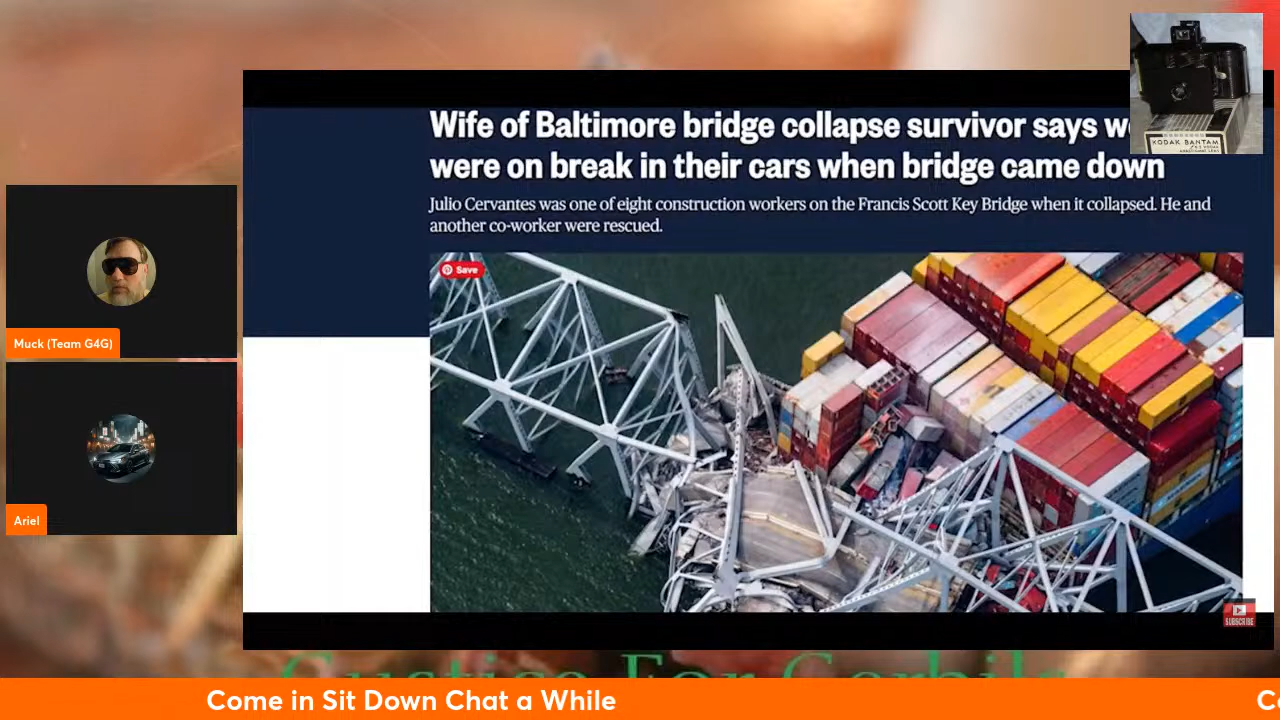 Wife of Baltimore bridge collapse survivor says
were on break in their cars when bridge came down
Julio Cervantes was one of eight construction workers on the Francis Scott Key Bridge when it collapsed. He and
another co-worker were rescued.
Save
KODAK BANTAM
Muck (Team G4G)
Ariel
SUBSCRIBE
Come in Sit Down Chat a While